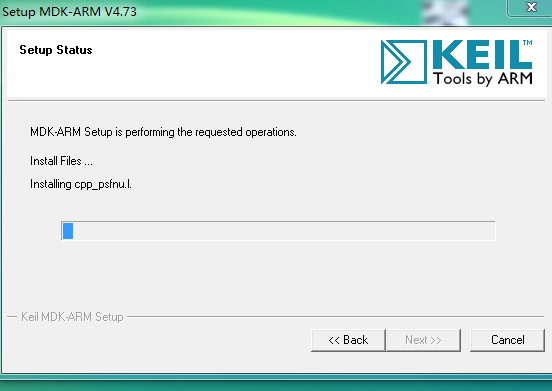 Setup MDK-ARM V4.73
Setup Status
KEIL™
Tools by ARM
MDK-ARM Setup is performing the requested operations.
Install Files ...
Installing cpp_psfnu.l.
Keil MDK-ARM Setup
<< Back
Next >>
Cancel